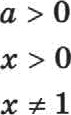 a > 0
x > 0
x ≠ 1